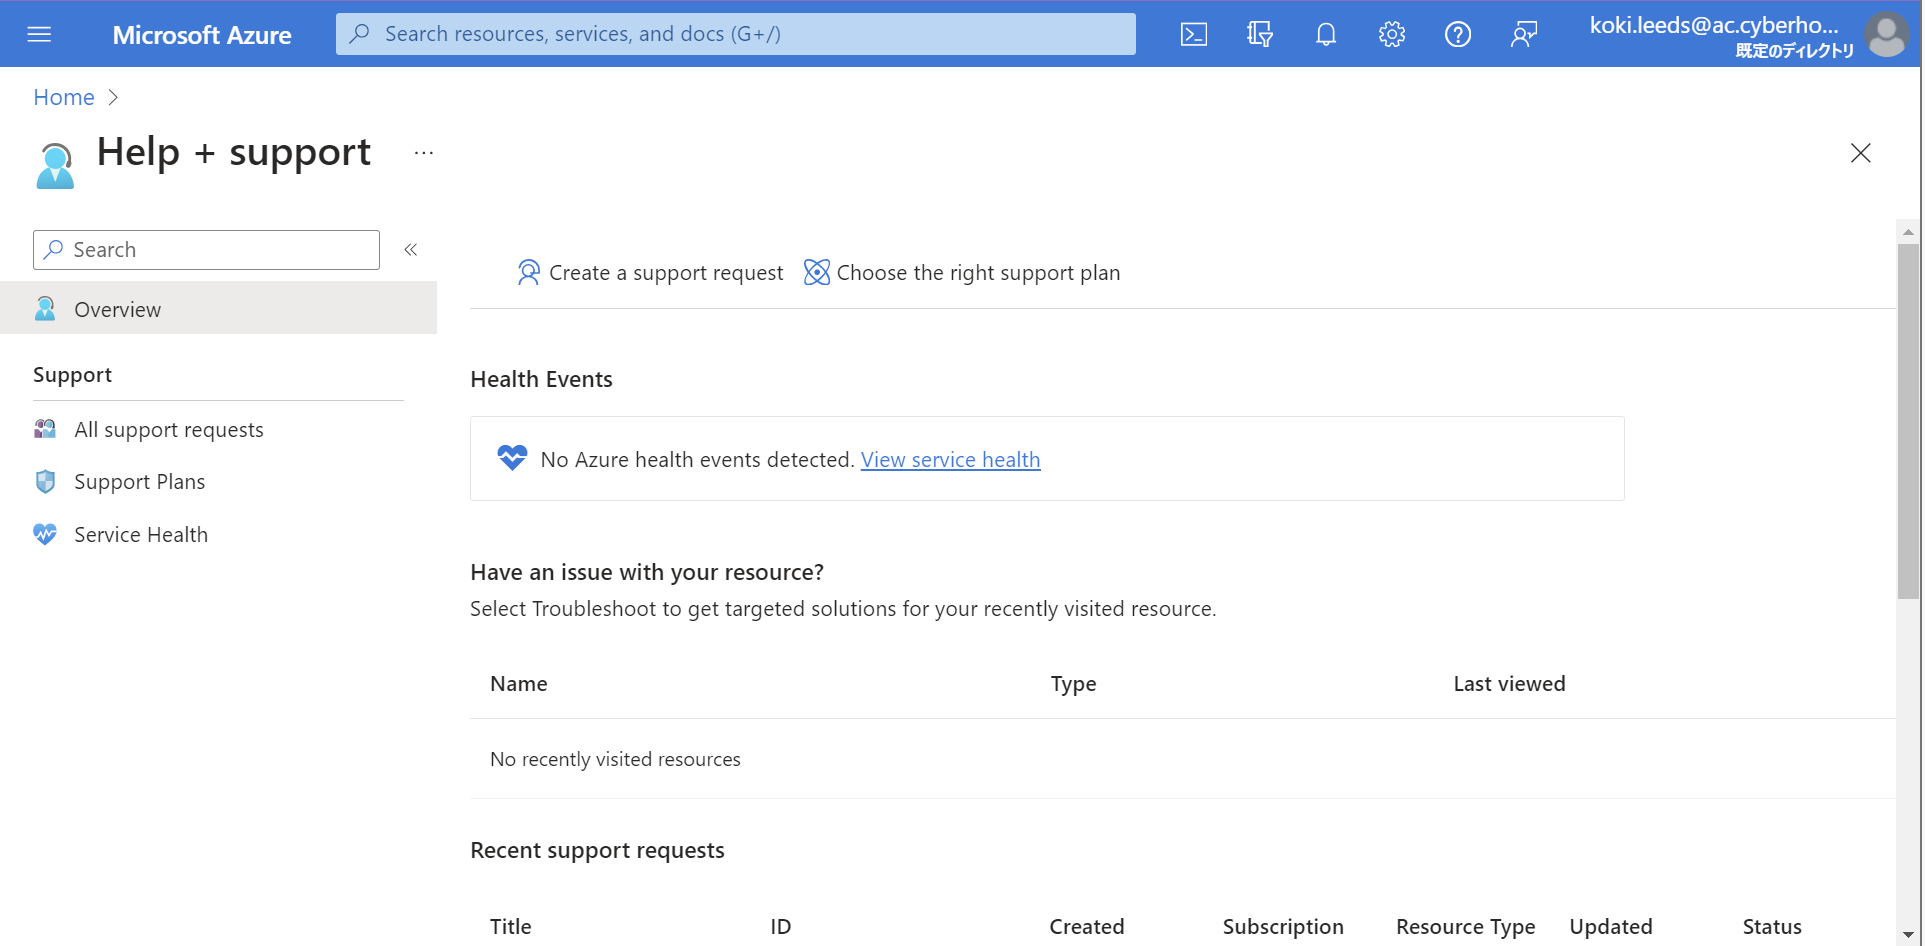 Microsoft Azure
Search resources, services, and docs (G+/)
koki.leeds@ac.cyberho...
既定のディレクトリ
Home
Help + support
...
Search
«
Overview
Support
All support requests
Support Plans
Service Health
Create a support request
Choose the right support plan
Health Events
No Azure health events detected. View service health
Have an issue with your resource?
Select Troubleshoot to get targeted solutions for your recently visited resource.
Name Type Last viewed
No recently visited resources
Recent support requests
Title ID Created Subscription Resource Type Updated Status